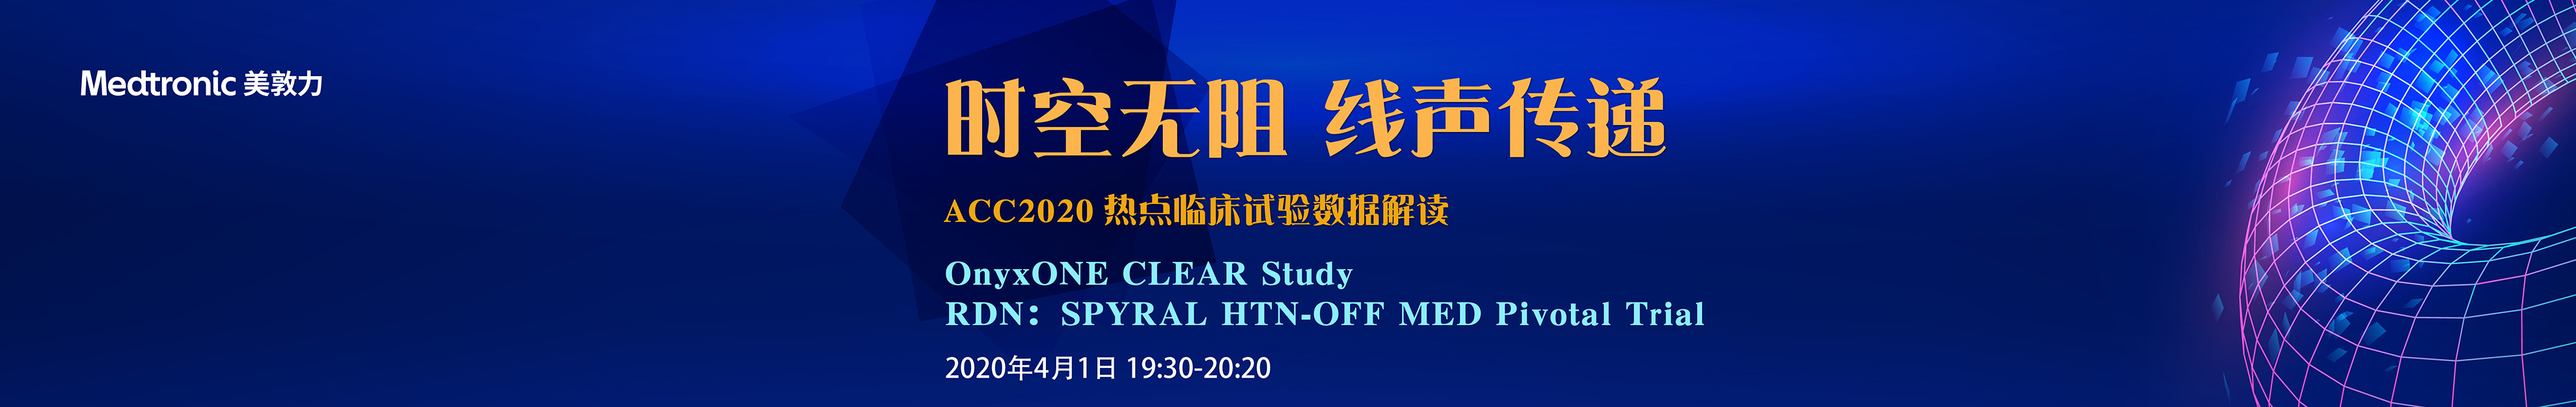 Medtronic 美敦力
时空无阻 线声传递
ACC2020 热点临床试验数据解读
OnyxONE CLEAR Study
RDN：SPYRAL HTN-OFF MED Pivotal Trial
2020年4月1日 19:30-20:20